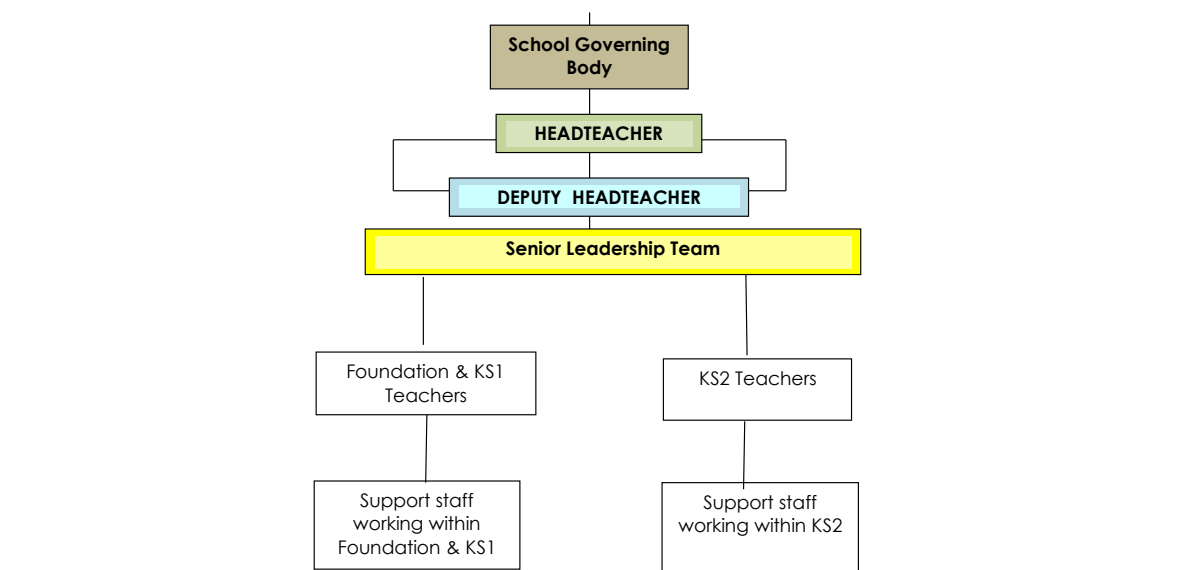 School Governing
Body
HEADTEACHER
DEPUTY HEADTEACHER
Senior Leadership Team
Foundation & KS1
Teachers
KS2 Teachers
Support staff
working within
Foundation & KS1
Support staff
working within KS2